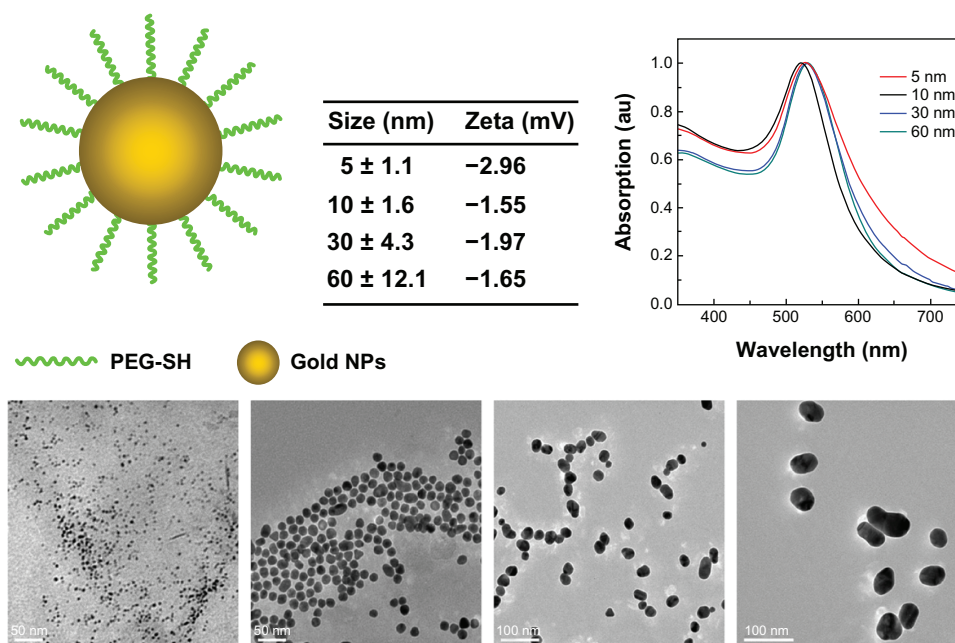 Size (nm) Zeta (mV)
5 ± 1.1 −2.96
10 ± 1.6 −1.55
30 ± 4.3 −1.97
60 ± 12.1 −1.65
PEG-SH Gold NPs
Absorption (au)
1.0
0.8
0.6
0.4
0.2
0.0
5 nm
10 nm
30 nm
60 nm
400 500 600 700
Wavelength (nm)
50 nm 50 nm 100 nm 100 nm